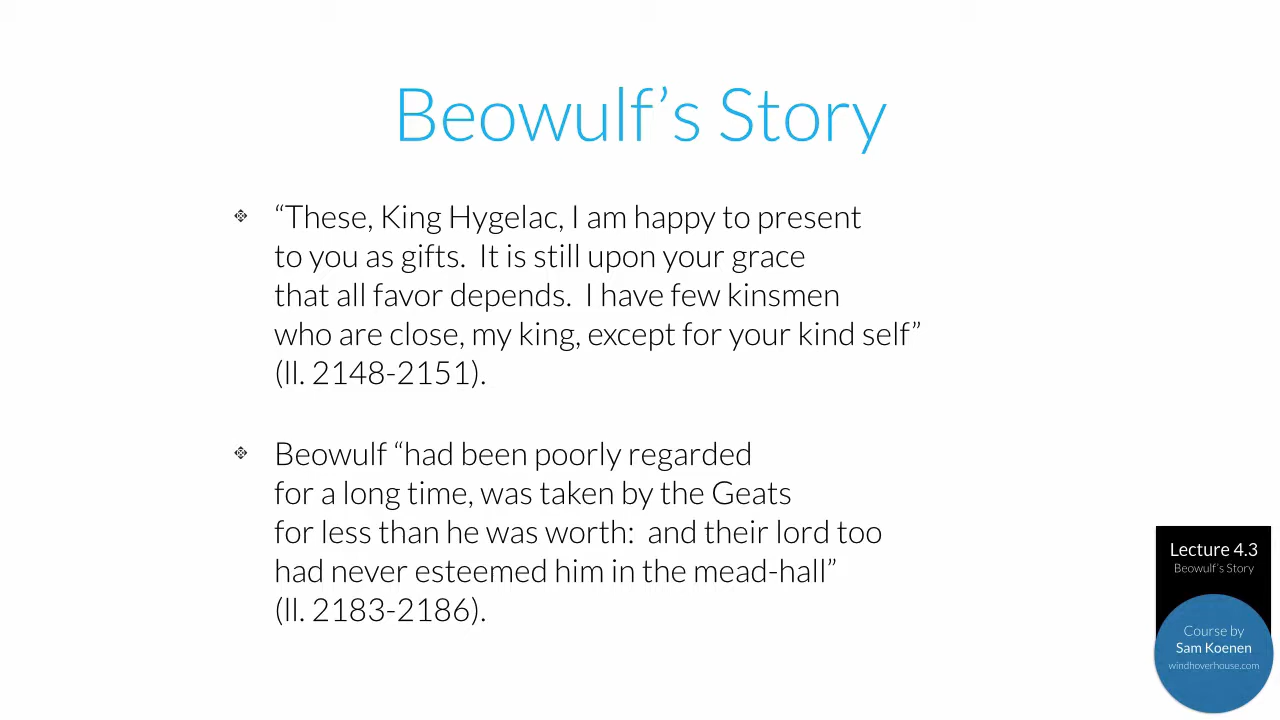 Beowulf’s Story
“These, King Hygelac, I am happy to present
to you as gifts.  It is still upon your grace
that all favor depends.  I have few kinsmen
who are close, my king, except for your kind self”
(ll. 2148-2151).
Beowulf “had been poorly regarded
for a long time, was taken by the Geats
for less than he was worth:  and their lord too
had never esteemed him in the mead-hall”
(ll. 2183-2186).
Lecture 4.3
Beowulf’s Story
Course by
Sam Koenen
windhoverhouse.com